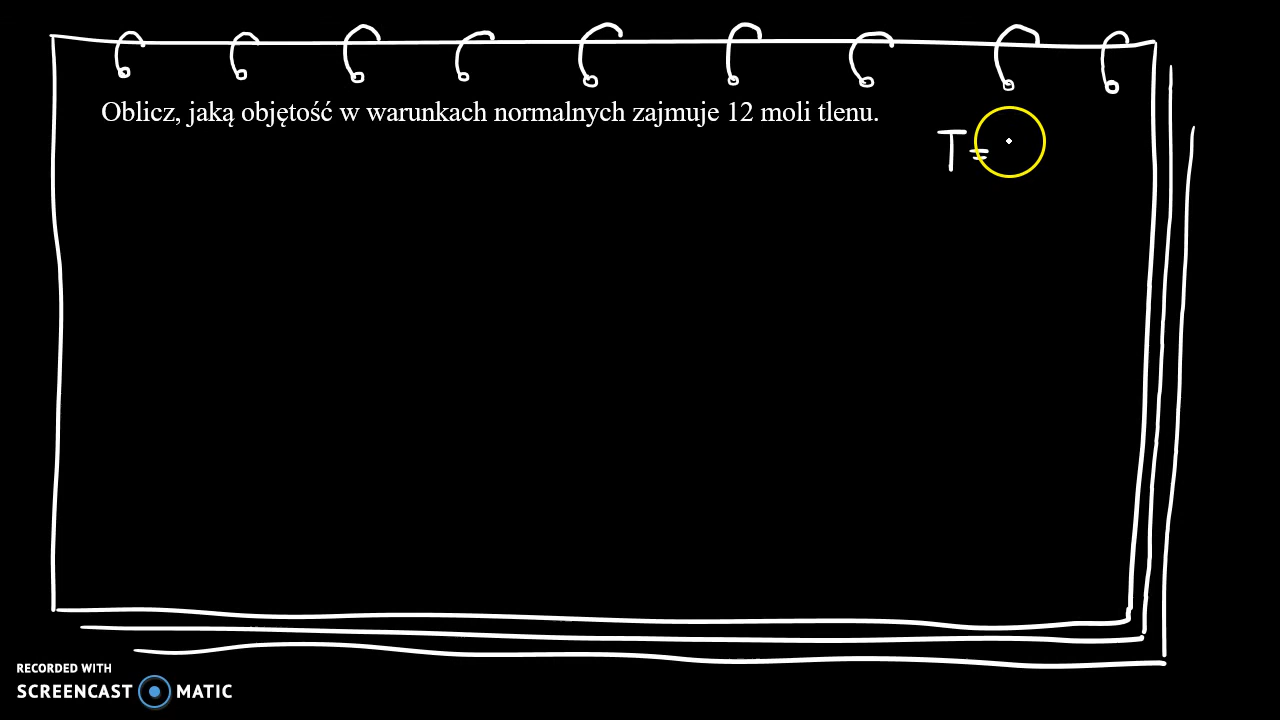 Oblicz, jaką objętość w warunkach normalnych zajmuje 12 moli tlenu.
T =
RECORDED WITH
SCREENCAST MATIC